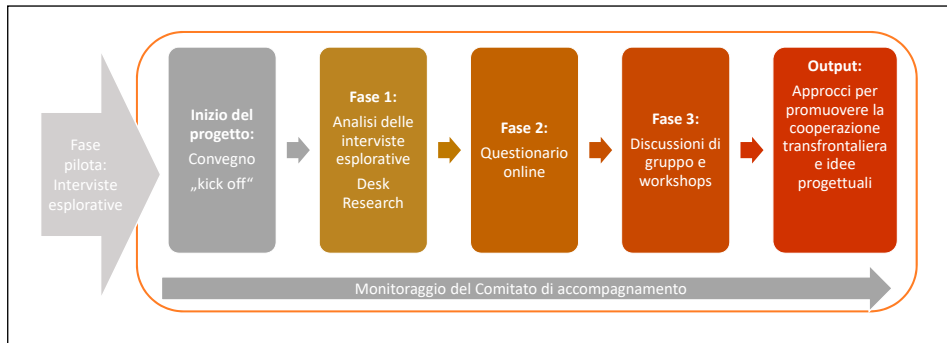 Fase
pilota:
Interviste
esplorative
Inizio del
progetto:
Convegno
„kick off“
Fase 1:
Analisi delle
interviste
esplorative
Desk
Research
Fase 2:
Questionario
online
Fase 3:
Discussioni di
gruppo e
workshops
Output:
Approcci per
promuovere la
cooperazione
transfrontaliera
e idee
progettuali
Monitoraggio del Comitato di accompagnamento